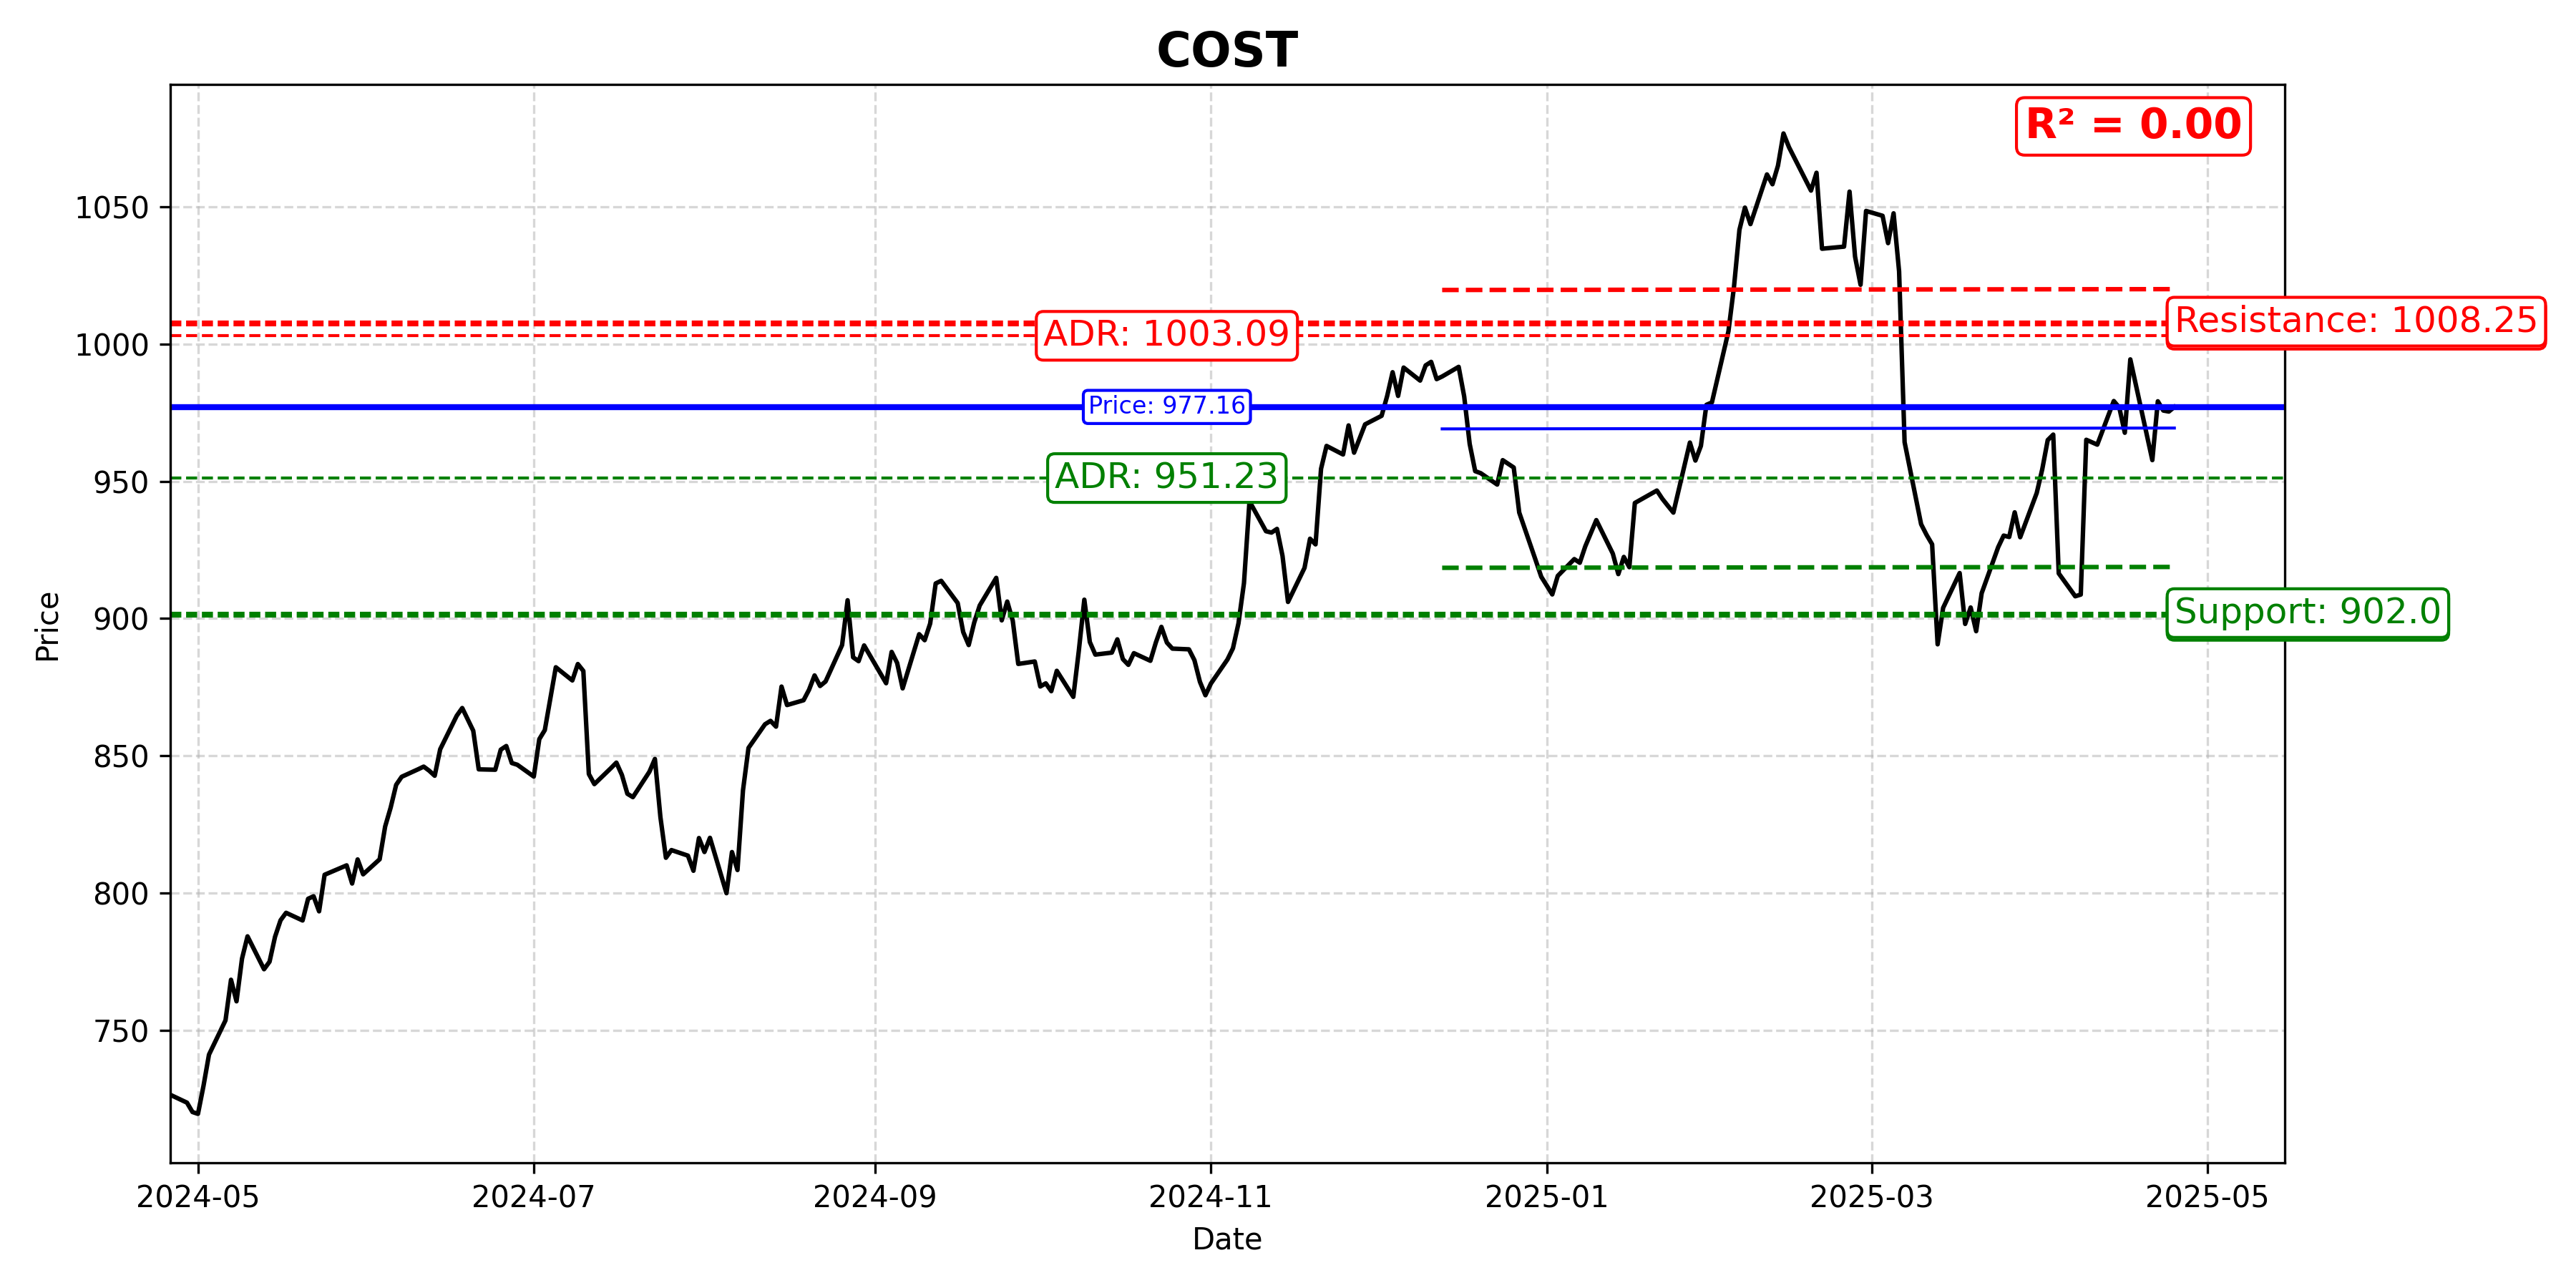 COST
R² = 0.00
1050
1000
950
900
850
800
750
Price
ADR: 1003.09
Resistance: 1008.25
Price: 977.16
ADR: 951.23
Support: 902.0
2024-05
2024-07
2024-09
2024-11
2025-01
2025-03
2025-05
Date